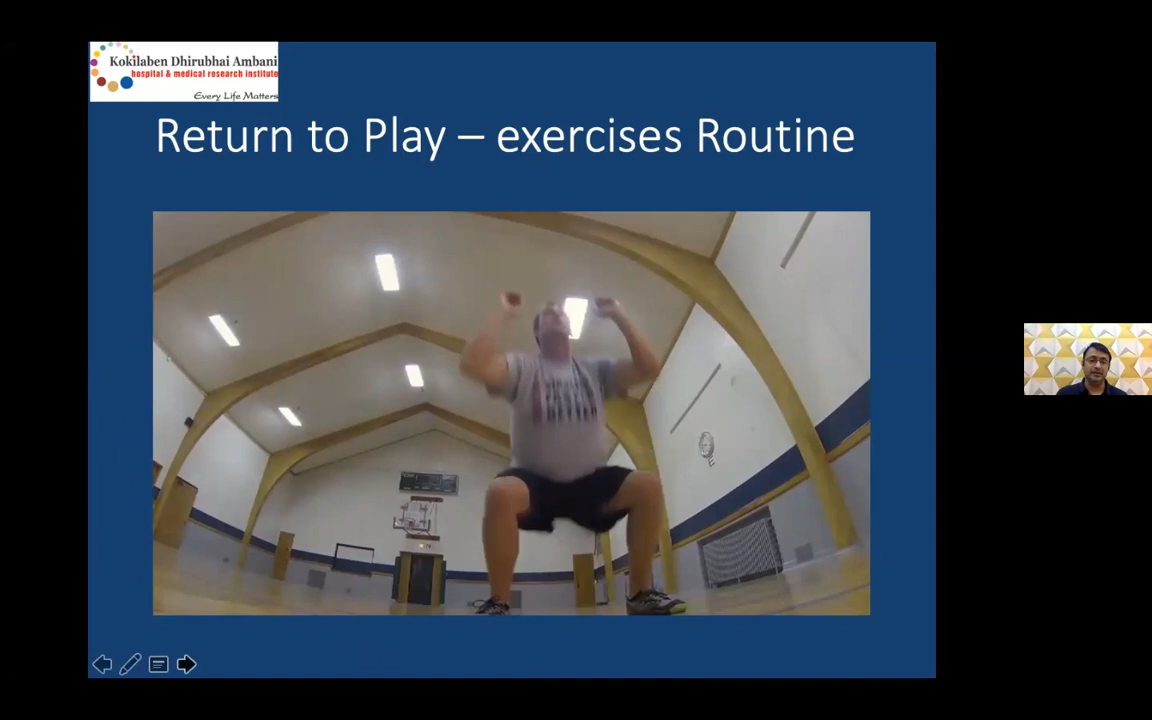 Kokilaben Dhirubhai Ambani
hospital & medical research institute
Every Life Matters
Return to Play – exercises Routine